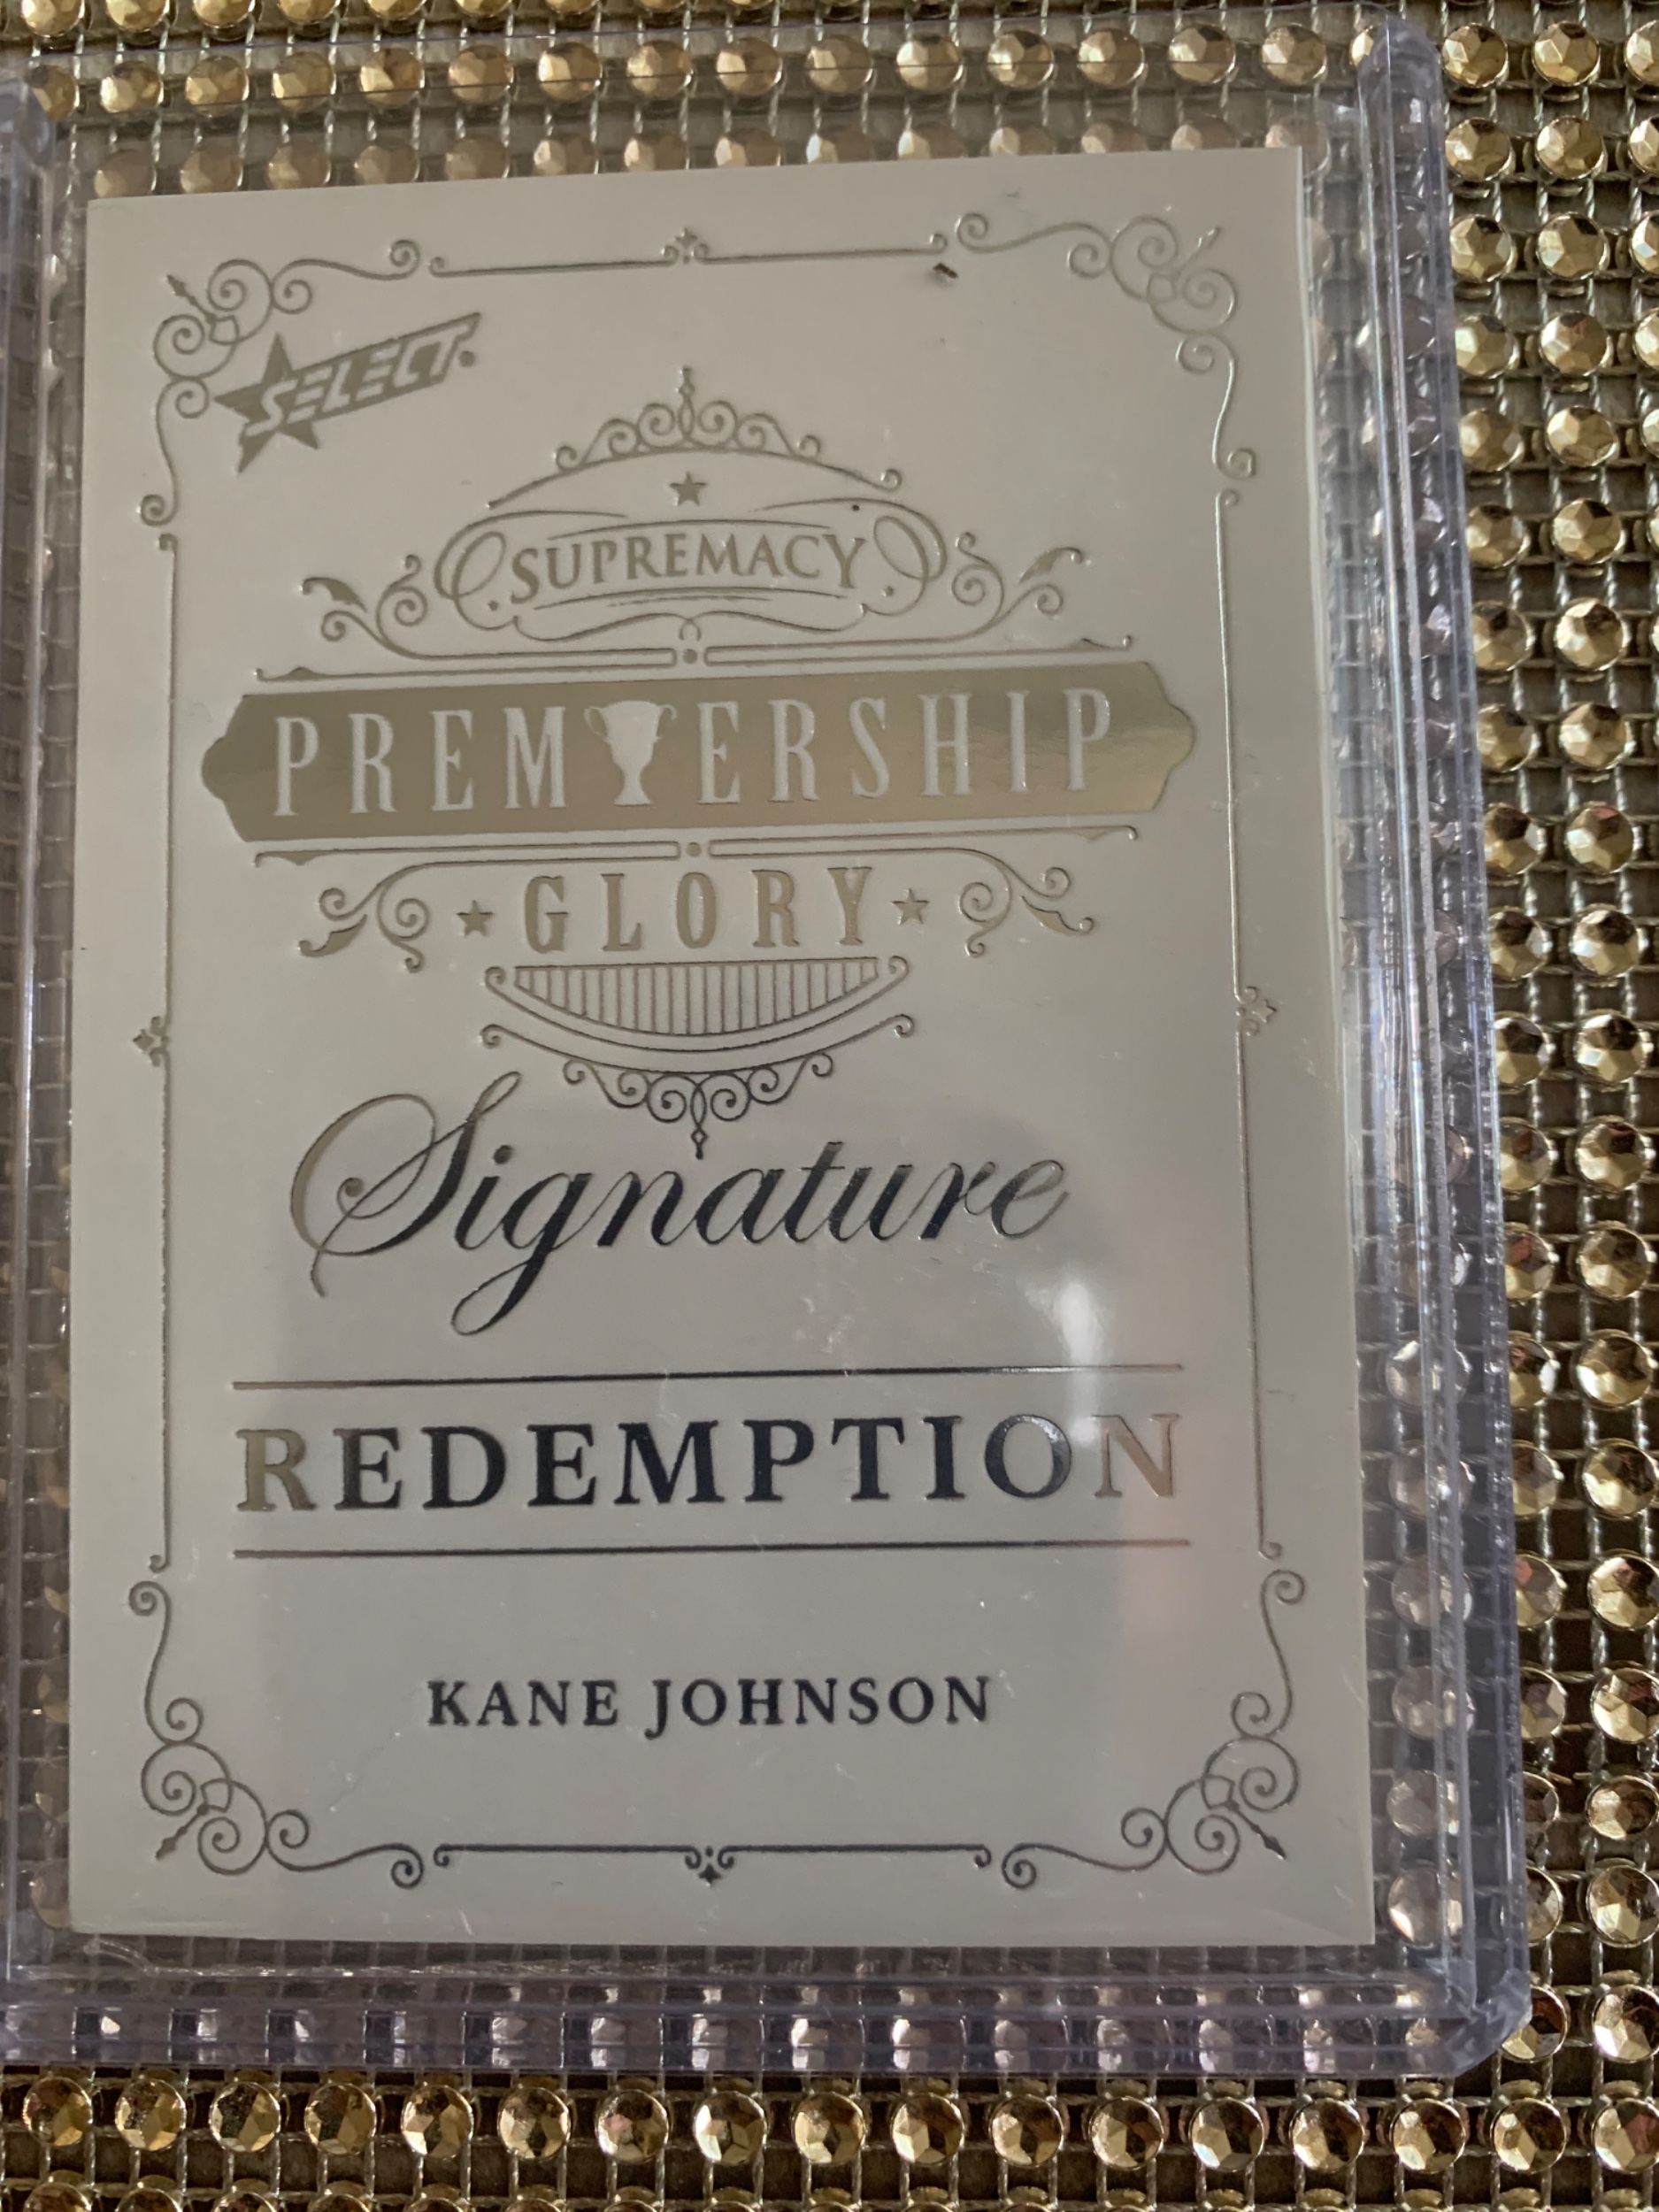 SELECT
SUPREMACY
PREMIERSHIP
GLORY
Signature
REDEMPTION
KANE JOHNSON